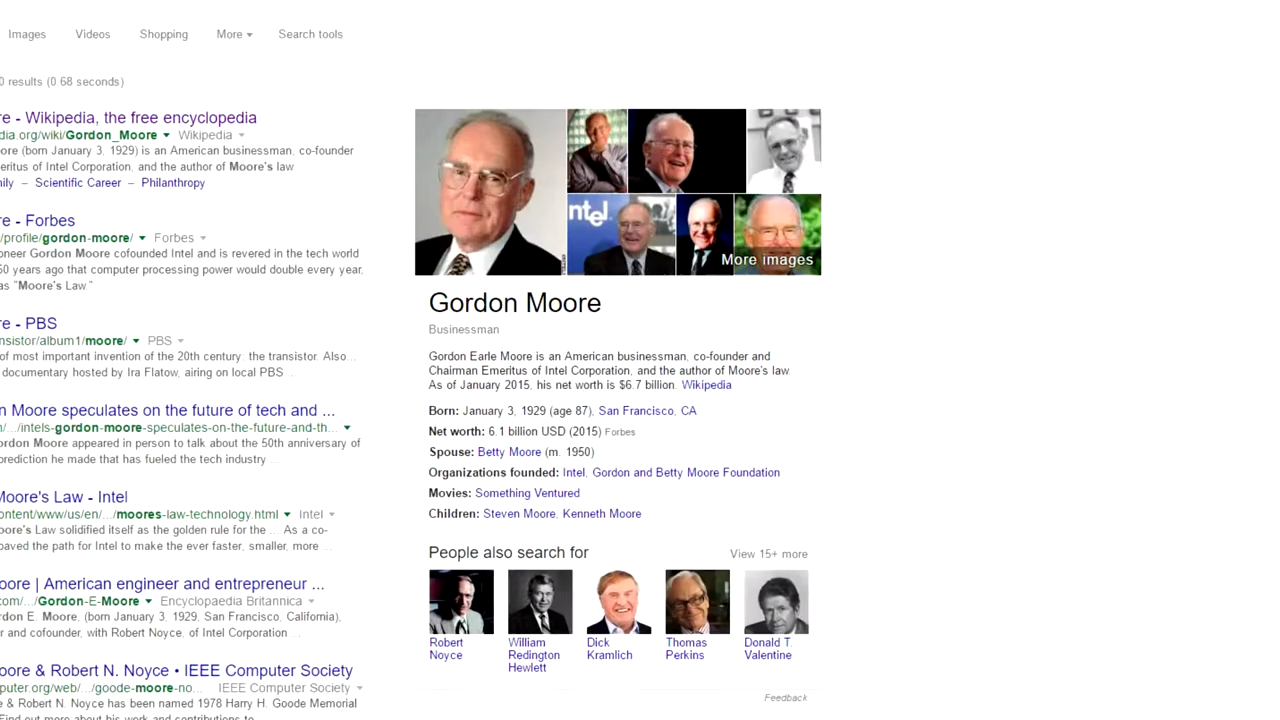 Images Videos Shopping More Search tools
0 results (0 68 seconds)
re - Wikipedia, the free encyclopedia
dia.org/wiki/Gordon_Moore Wikipedia
ore (born January 3, 1929) is an American businessman, co-founder
eritus of Intel Corporation, and the author of Moore's law
ily – Scientific Career – Philanthropy
re - Forbes
/profile/gordon-moore/ Forbes
oneer Gordon Moore cofounded Intel and is revered in the tech world
50 years ago that computer processing power would double every year,
as "Moore's Law."
re - PBS
nsistor/album1/moore/ PBS
of most important invention of the 20th century: the transistor. Also...
documentary hosted by Ira Flatow, airing on local PBS ...
n Moore speculates on the future of tech and ...
n/.../intels-gordon-moore-speculates-on-the-future-and-th...
ordon Moore appeared in person to talk about the 50th anniversary of
prediction he made that has fueled the tech industry ...
Moore's Law - Intel
ontent/www/us/en/.../moores-law-technology.html Intel
oore's Law solidified itself as the golden rule for the ... As a co-
paved the path for Intel to make the ever faster, smaller, more ...
oore | American engineer and entrepreneur ...
com/.../Gordon-E-Moore Encyclopaedia Britannica
rdon E. Moore, (born January 3, 1929, San Francisco, California),
r and cofounder, with Robert Noyce, of Intel Corporation ...
oore & Robert N. Noyce • IEEE Computer Society
puter.org/web/.../goode-moore-no... IEEE Computer Society
e & Robert N. Noyce has been named 1978 Harry H. Goode Memorial
Find out more about his work and contributions to
intel
More images
Gordon Moore
Businessman
Gordon Earle Moore is an American businessman, co-founder and
Chairman Emeritus of Intel Corporation, and the author of Moore's law.
As of January 2015, his net worth is $6.7 billion. Wikipedia
Born: January 3, 1929 (age 87), San Francisco, CA
Net worth: 6.1 billion USD (2015) Forbes
Spouse: Betty Moore (m. 1950)
Organizations founded: Intel, Gordon and Betty Moore Foundation
Movies: Something Ventured
Children: Steven Moore, Kenneth Moore
People also search for View 15+ more
Robert
Noyce
William
Redington
Hewlett
Dick
Kramlich
Thomas
Perkins
Donald T.
Valentine
Feedback